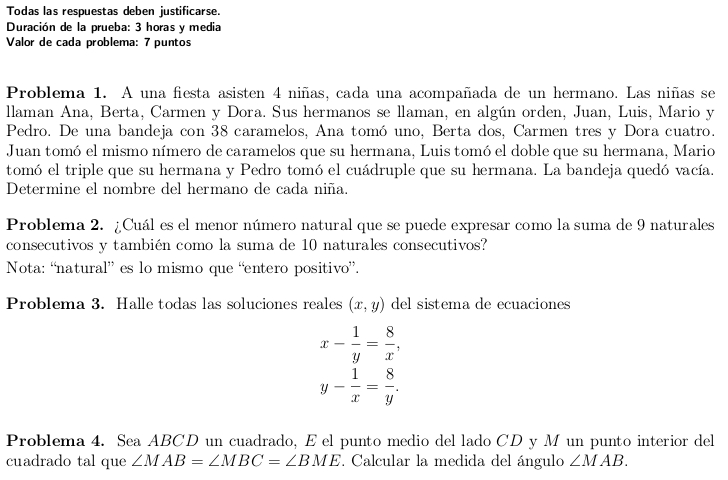 Todas las respuestas deben justificarse.
Duración de la prueba: 3 horas y media
Valor de cada problema: 7 puntos
Problema 1. A una fiesta asisten 4 niñas, cada una acompañada de un hermano. Las niñas se
llaman Ana, Berta, Carmen y Dora. Sus hermanos se llaman, en algún orden, Juan, Luis, Mario y
Pedro. De una bandeja con 38 caramelos, Ana tomó uno, Berta dos, Carmen tres y Dora cuatro.
Juan tomó el mismo nímero de caramelos que su hermana, Luis tomó el doble que su hermana, Mario
tomó el triple que su hermana y Pedro tomó el cuádruple que su hermana. La bandeja quedó vacía.
Determine el nombre del hermano de cada niña.
Problema 2. ¿Cuál es el menor número natural que se puede expresar como la suma de 9 naturales
consecutivos y también como la suma de 10 naturales consecutivos?
Nota: “natural” es lo mismo que “entero positivo”.
Problema 3. Halle todas las soluciones reales (x, y) del sistema de ecuaciones
x − 1/y = 8/x,
y − 1/x = 8/y.
Problema 4. Sea ABCD un cuadrado, E el punto medio del lado CD y M un punto interior del
cuadrado tal que ∠MAB = ∠MBC = ∠BME. Calcular la medida del ángulo ∠MAB.